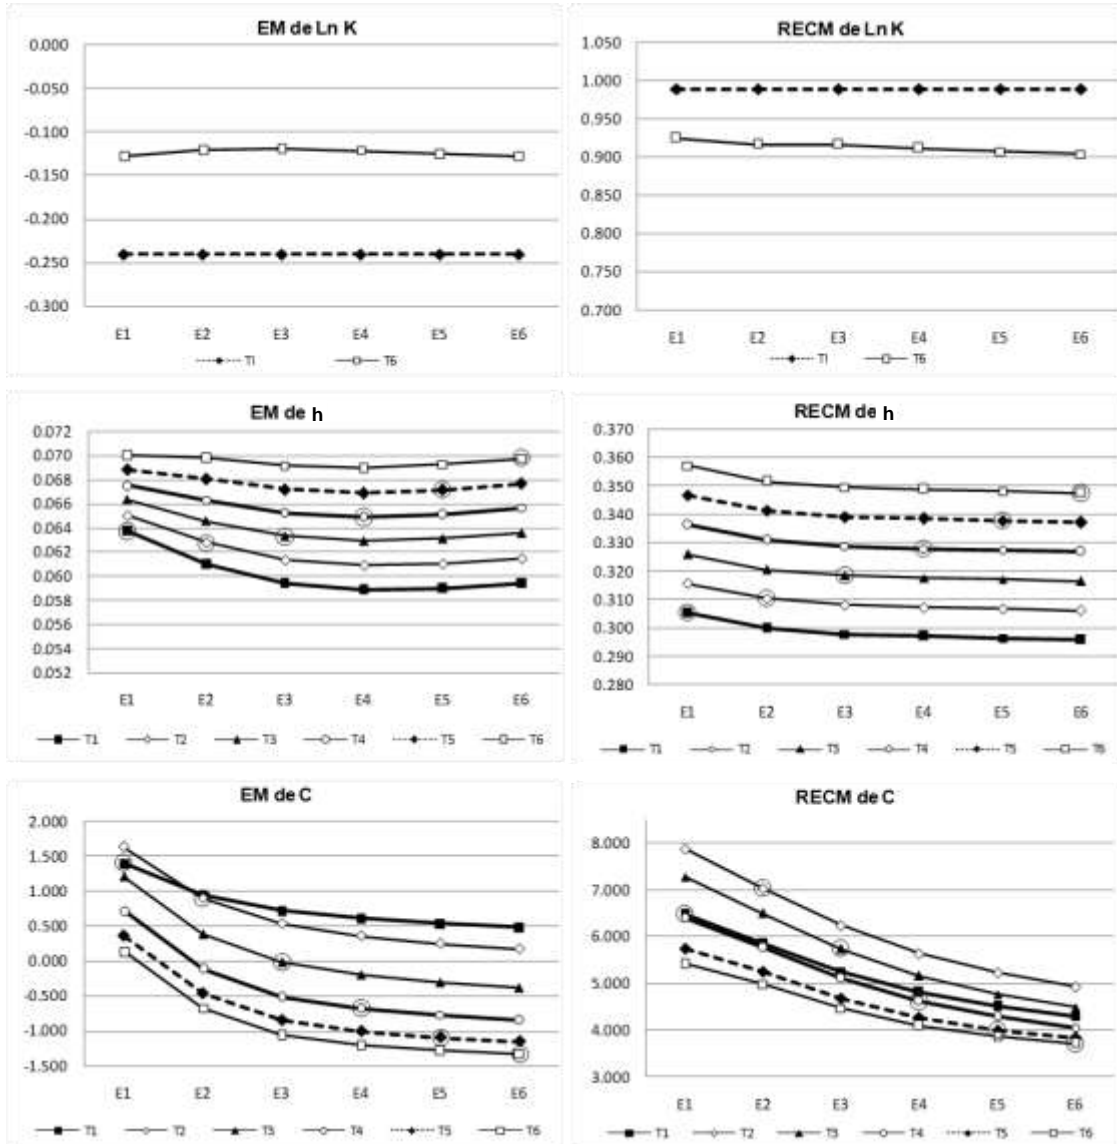 EM de Ln K
0.000
-0.050
-0.100
-0.150
-0.200
-0.250
-0.300
E1 E2 E3 E4 E5 E6
T1 T6
RECM de Ln K
1.050
1.000
0.950
0.900
0.850
0.800
0.750
0.700
E1 E2 E3 E4 E5 E6
T1 T6
EM de h
0.072
0.070
0.068
0.066
0.064
0.062
0.060
0.058
0.056
0.054
0.052
E1 E2 E3 E4 E5 E6
T1 T2 T3 T4 T5 T6
RECM de h
0.370
0.360
0.350
0.340
0.330
0.320
0.310
0.300
0.290
0.280
E1 E2 E3 E4 E5 E6
T1 T2 T3 T4 T5 T6
EM de C
2.000
1.500
1.000
0.500
0.000
-0.500
-1.000
-1.500
E1 E2 E3 E4 E5 E6
T1 T2 T3 T4 T5 T6
RECM de C
8.000
7.000
6.000
5.000
4.000
3.000
E1 E2 E3 E4 E5 E6
T1 T2 T3 T4 T5 T6